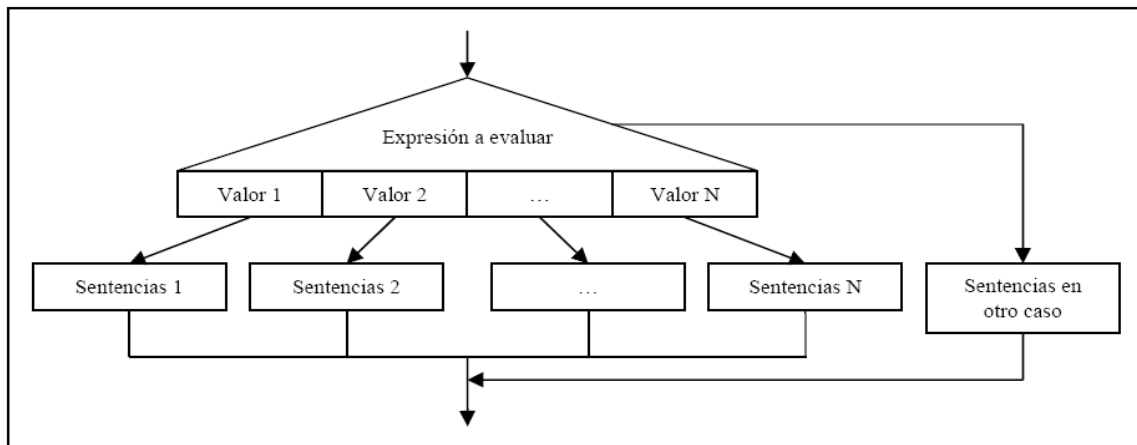 Expresión a evaluar
Valor 1
Valor 2
…
Valor N
Sentencias 1
Sentencias 2
…
Sentencias N
Sentencias en
otro caso